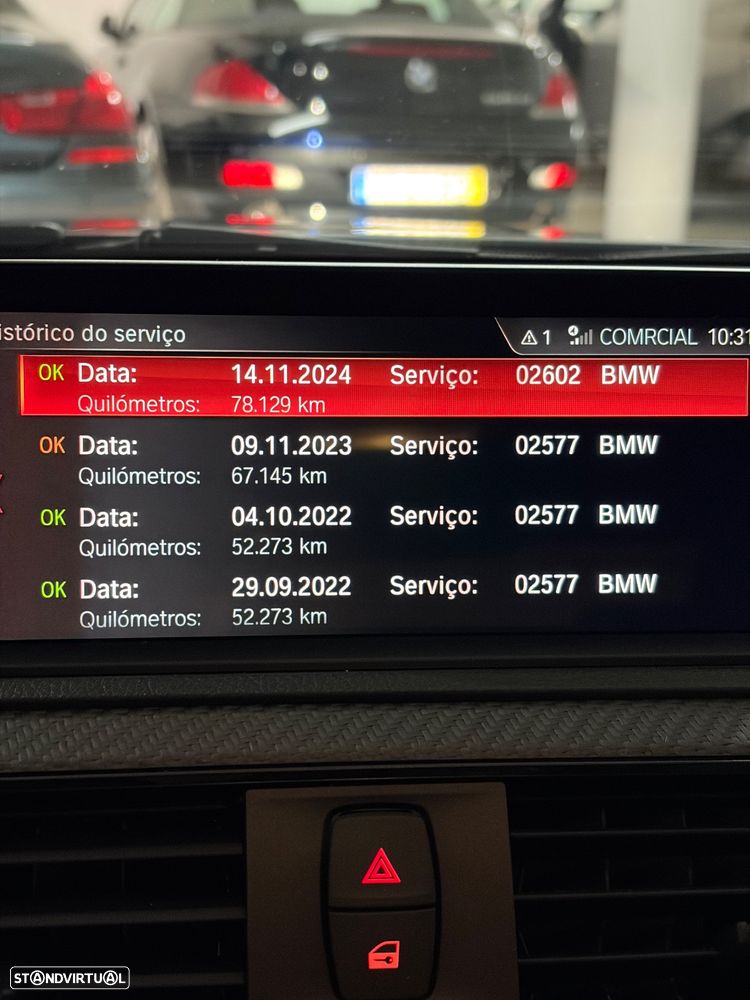 istórico do serviço
1 COMRCIAL 10:31
OK Data: 14.11.2024 Serviço: 02602 BMW
Quilómetros: 78.129 km
OK Data: 09.11.2023 Serviço: 02577 BMW
Quilómetros: 67.145 km
OK Data: 04.10.2022 Serviço: 02577 BMW
Quilómetros: 52.273 km
OK Data: 29.09.2022 Serviço: 02577 BMW
Quilómetros: 52.273 km
STANDVIRTUAL